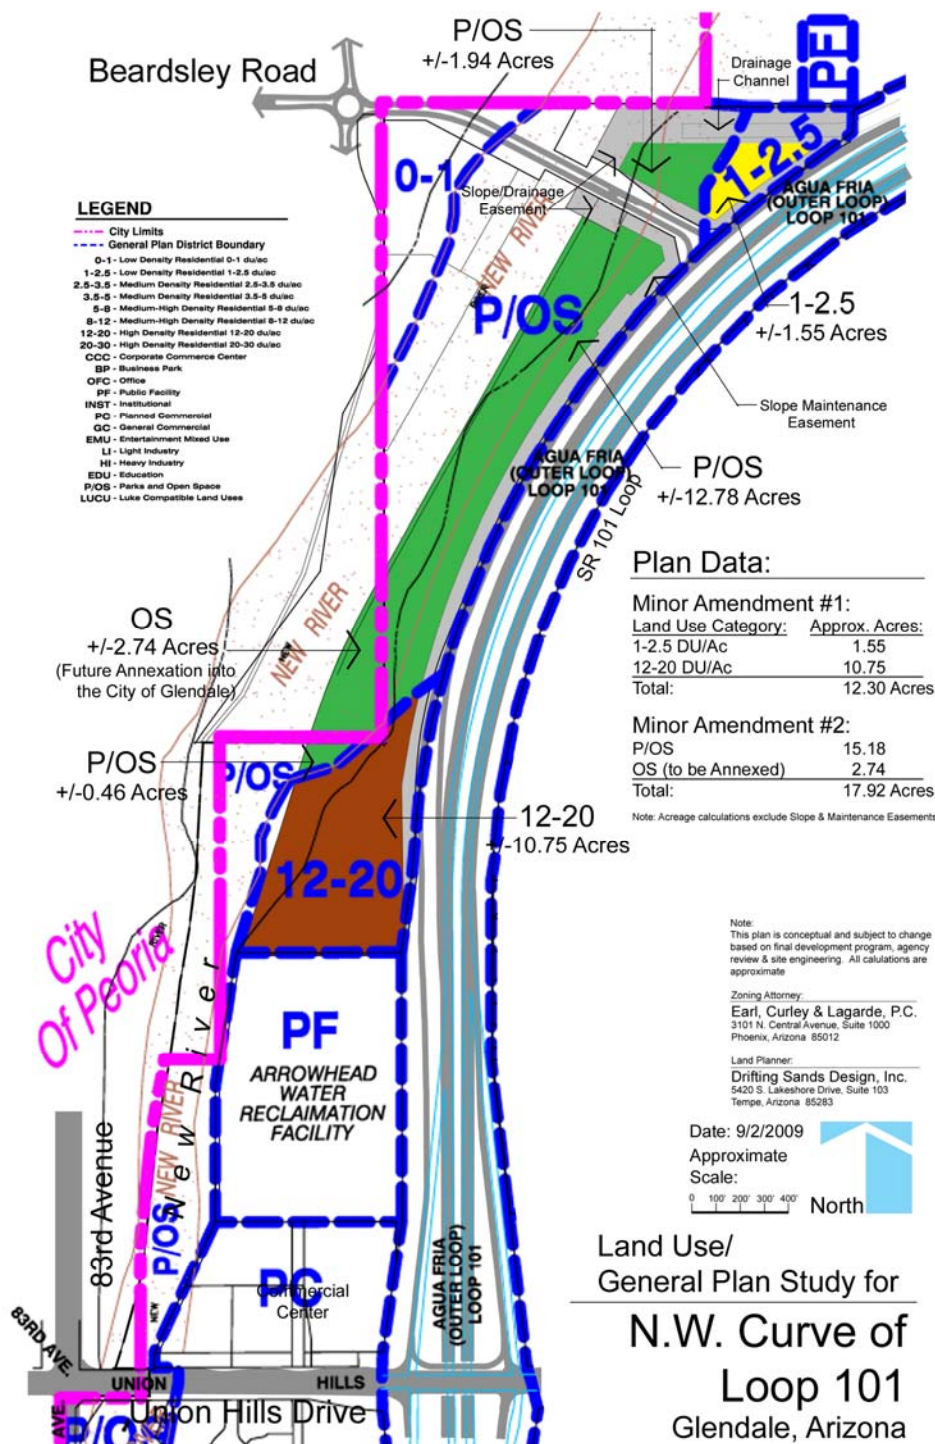 P/OS
+/-1.94 Acres
Beardsley Road
Drainage
Channel
PF
0-1
1-2.5
Slope/Drainage
Easement
AGUA FRIA
(OUTER LOOP)
LOOP 101
NEW RIVER
P/OS
1-2.5
+/-1.55 Acres
LEGEND
City Limits
General Plan District Boundary
0-1 - Low Density Residential 0-1 du/ac
1-2.5 - Low Density Residential 1-2.5 du/ac
2.5-3.5 - Medium Density Residential 2.5-3.5 du/ac
3.5-5 - Medium Density Residential 3.5-5 du/ac
5-8 - Medium-High Density Residential 5-8 du/ac
8-12 - Medium-High Density Residential 8-12 du/ac
12-20 - High Density Residential 12-20 du/ac
20-30 - High Density Residential 20-30 du/ac
CCC - Corporate Commerce Center
BP - Business Park
OFC - Office
PF - Public Facility
INST - Institutional
PC - Planned Commercial
GC - General Commercial
EMU - Entertainment Mixed Use
LI - Light Industry
HI - Heavy Industry
EDU - Education
P/OS - Parks and Open Space
LUCU - Luke Compatible Land Uses
Slope Maintenance
Easement
AGUA FRIA
(OUTER LOOP)
LOOP 101
P/OS
+/-12.78 Acres
SR 101 Loop
OS
+/-2.74 Acres
(Future Annexation into
the City of Glendale)
NEW RIVER
Plan Data:
Minor Amendment #1:
Land Use Category: Approx. Acres:
1-2.5 DU/Ac 1.55
12-20 DU/Ac 10.75
Total: 12.30 Acres
Minor Amendment #2:
P/OS 15.18
OS (to be Annexed) 2.74
Total: 17.92 Acres
Note: Acreage calculations exclude Slope & Maintenance Easements
P/OS
+/-0.46 Acres
P/OS
12-20
+/-10.75 Acres
12-20
City
Of Peoria
RIVER
New River
PF
ARROWHEAD
WATER
RECLAIMATION
FACILITY
Note:
This plan is conceptual and subject to change
based on final development program, agency
review & site engineering. All calulations are
approximate
Zoning Attorney:
Earl, Curley & Lagarde, P.C.
3101 N. Central Avenue, Suite 1000
Phoenix, Arizona 85012
Land Planner:
Drifting Sands Design, Inc.
5420 S. Lakeshore Drive, Suite 103
Tempe, Arizona 85283
Date: 9/2/2009
Approximate
Scale:
0 100' 200' 300' 400'
North
NEW RIVER
83rd Avenue
P/OS
PC
Commercial
Center
AGUA FRIA
(OUTER LOOP)
LOOP 101
NEW
83RD AVE.
UNION HILLS
Union Hills Drive
AVE.
P/O
Land Use/
General Plan Study for
N.W. Curve of
Loop 101
Glendale, Arizona